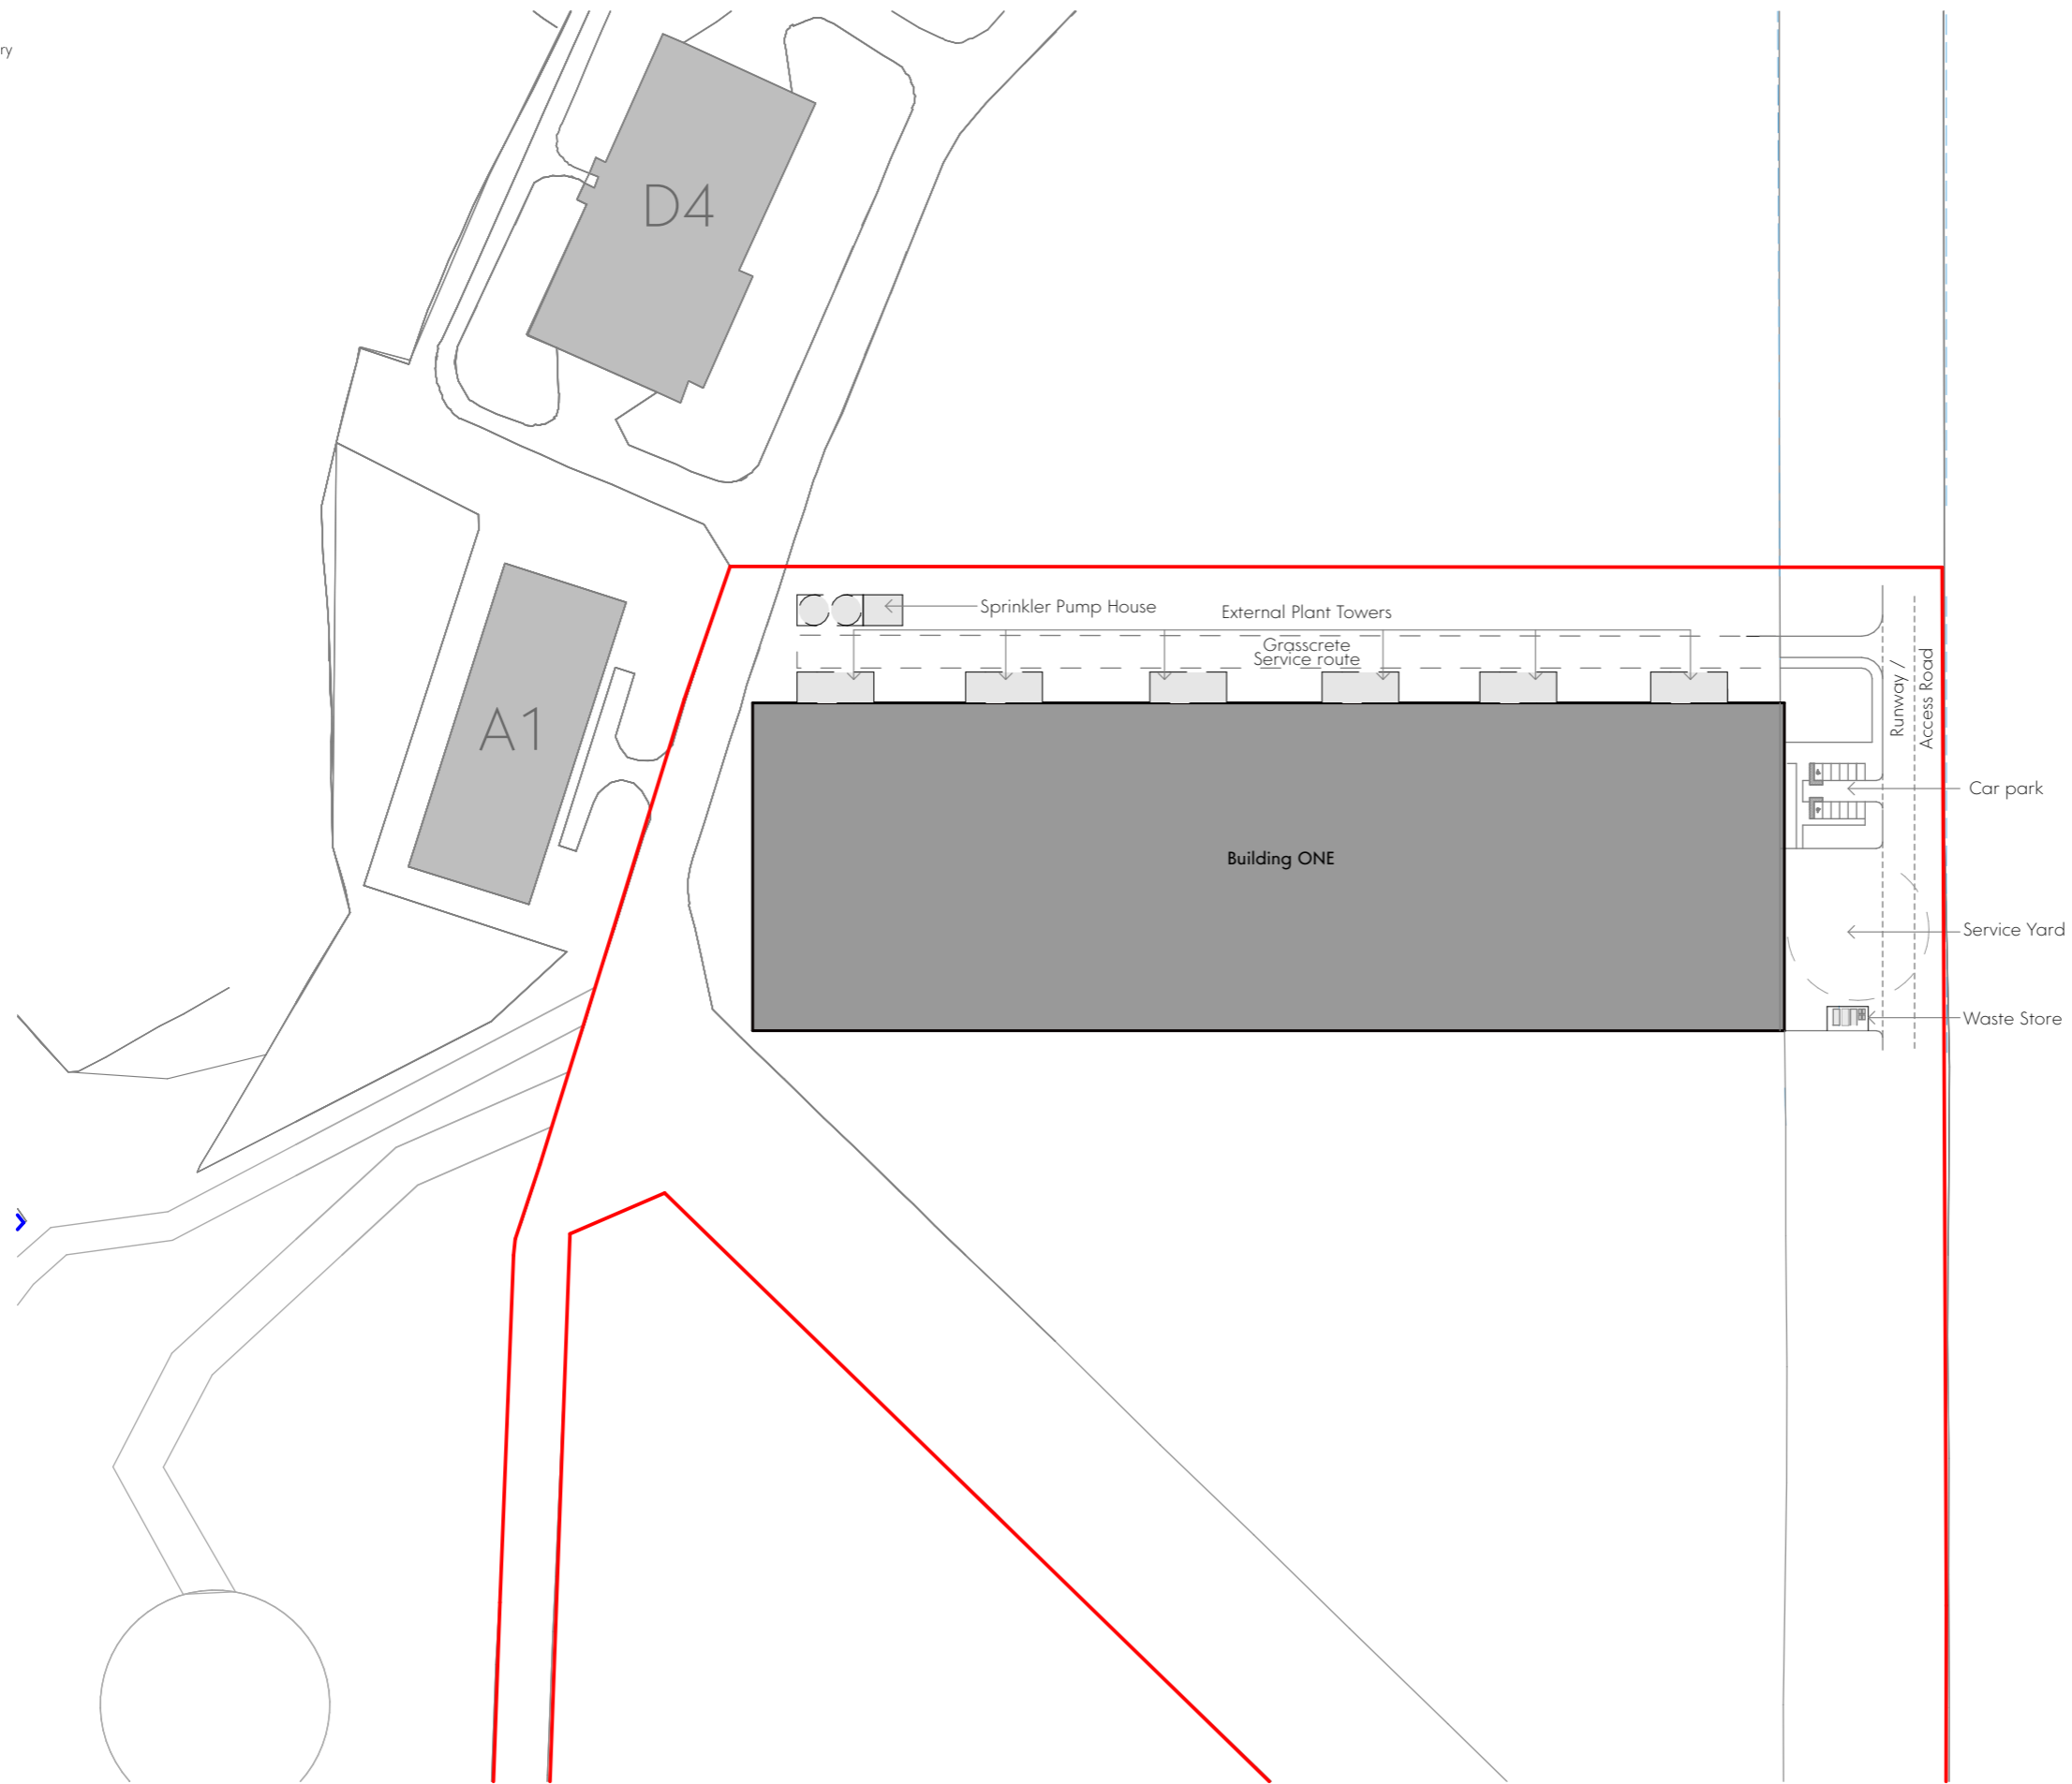 ry
D4
Sprinkler Pump House
External Plant Towers
Grasscrete
Service route
Runway /
Access Road
A1
Car park
Building ONE
Service Yard
Waste Store